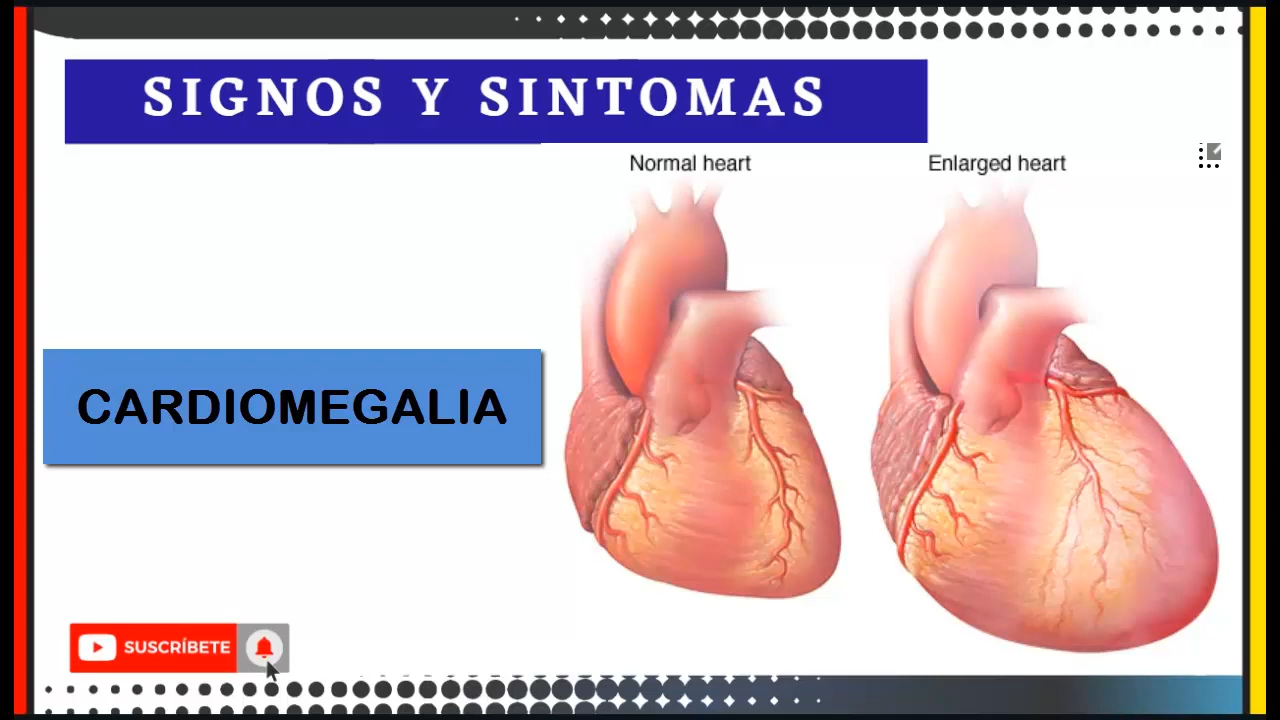 SIGNOS Y SINTOMAS
Normal heart
Enlarged heart
CARDIOMEGALIA
SUSCRÍBETE